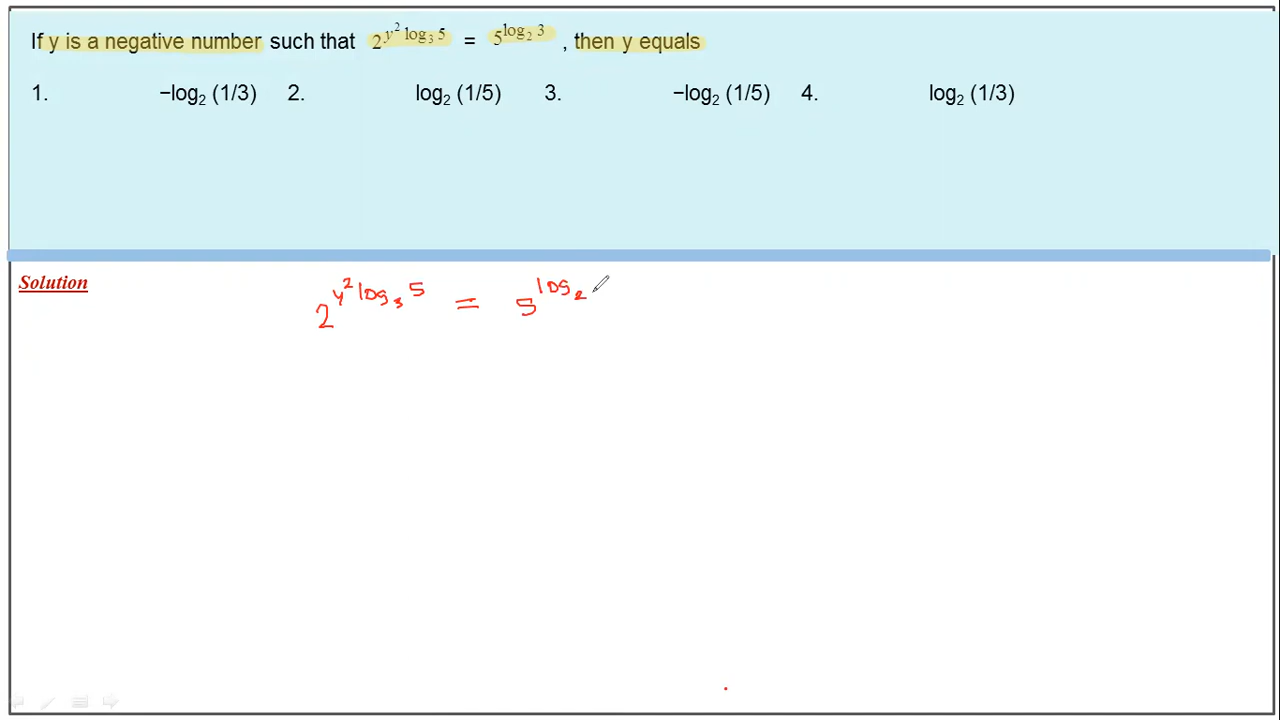 If y is a negative number such that 2^{y² log₃ 5} = 5^{log₂ 3} , then y equals
1. −log₂ (1/3) 2. log₂ (1/5) 3. −log₂ (1/5) 4. log₂ (1/3)
Solution
2^{y² log₃ 5} = 5^{log₂}